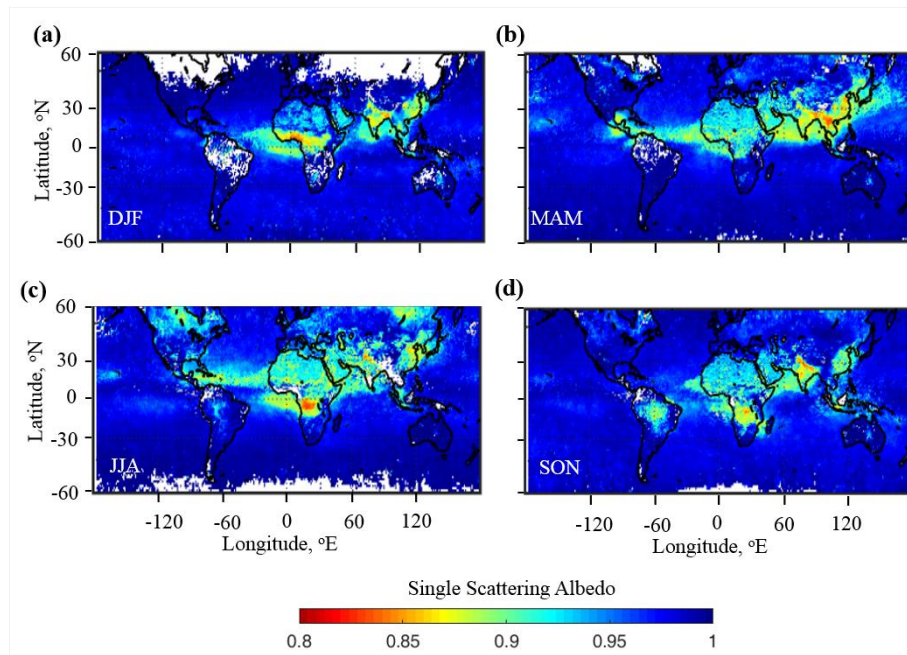 (a)
(b)
60
30
0
-30
-60
Latitude, °N
DJF
MAM
(c)
(d)
60
30
0
-30
-60
Latitude, °N
JJA
SON
-120 -60 0 60 120
-120 -60 0 60 120
Longitude, °E
Longitude, °E
Single Scattering Albedo
0.8 0.85 0.9 0.95 1